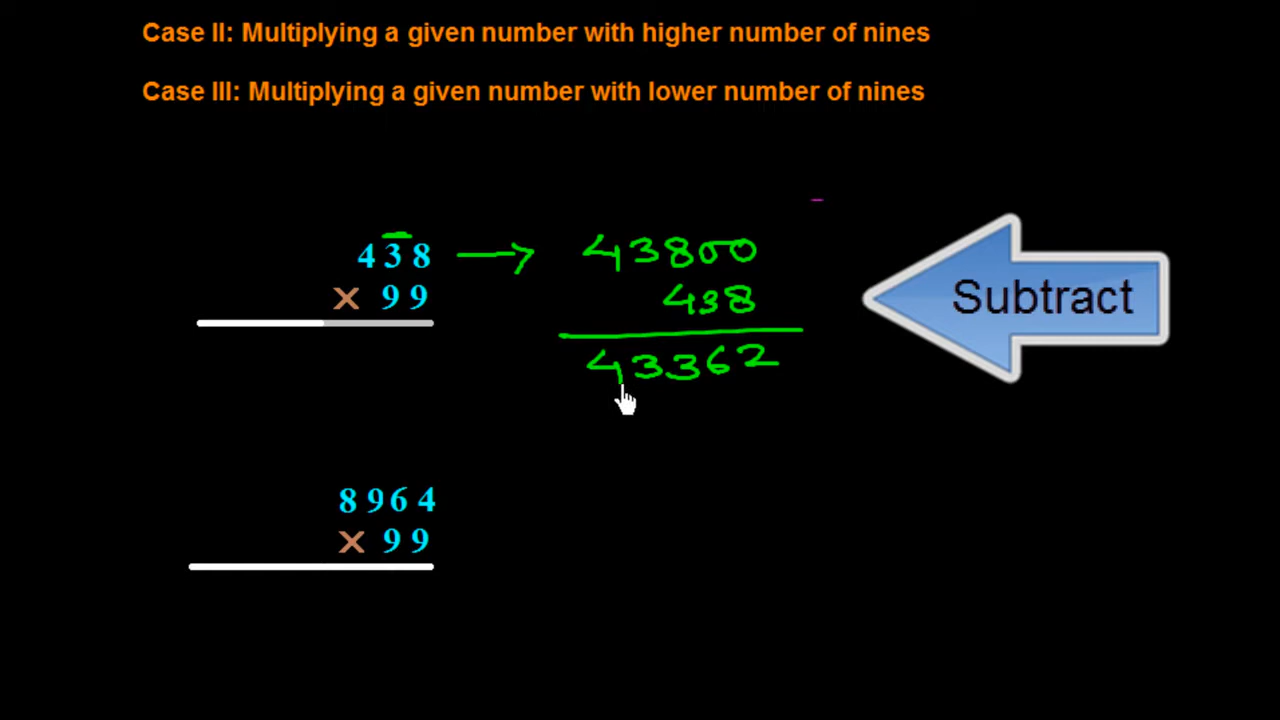 Case II: Multiplying a given number with higher number of nines
Case III: Multiplying a given number with lower number of nines
438 → 43800
× 99 438
43362
Subtract
8964
× 99